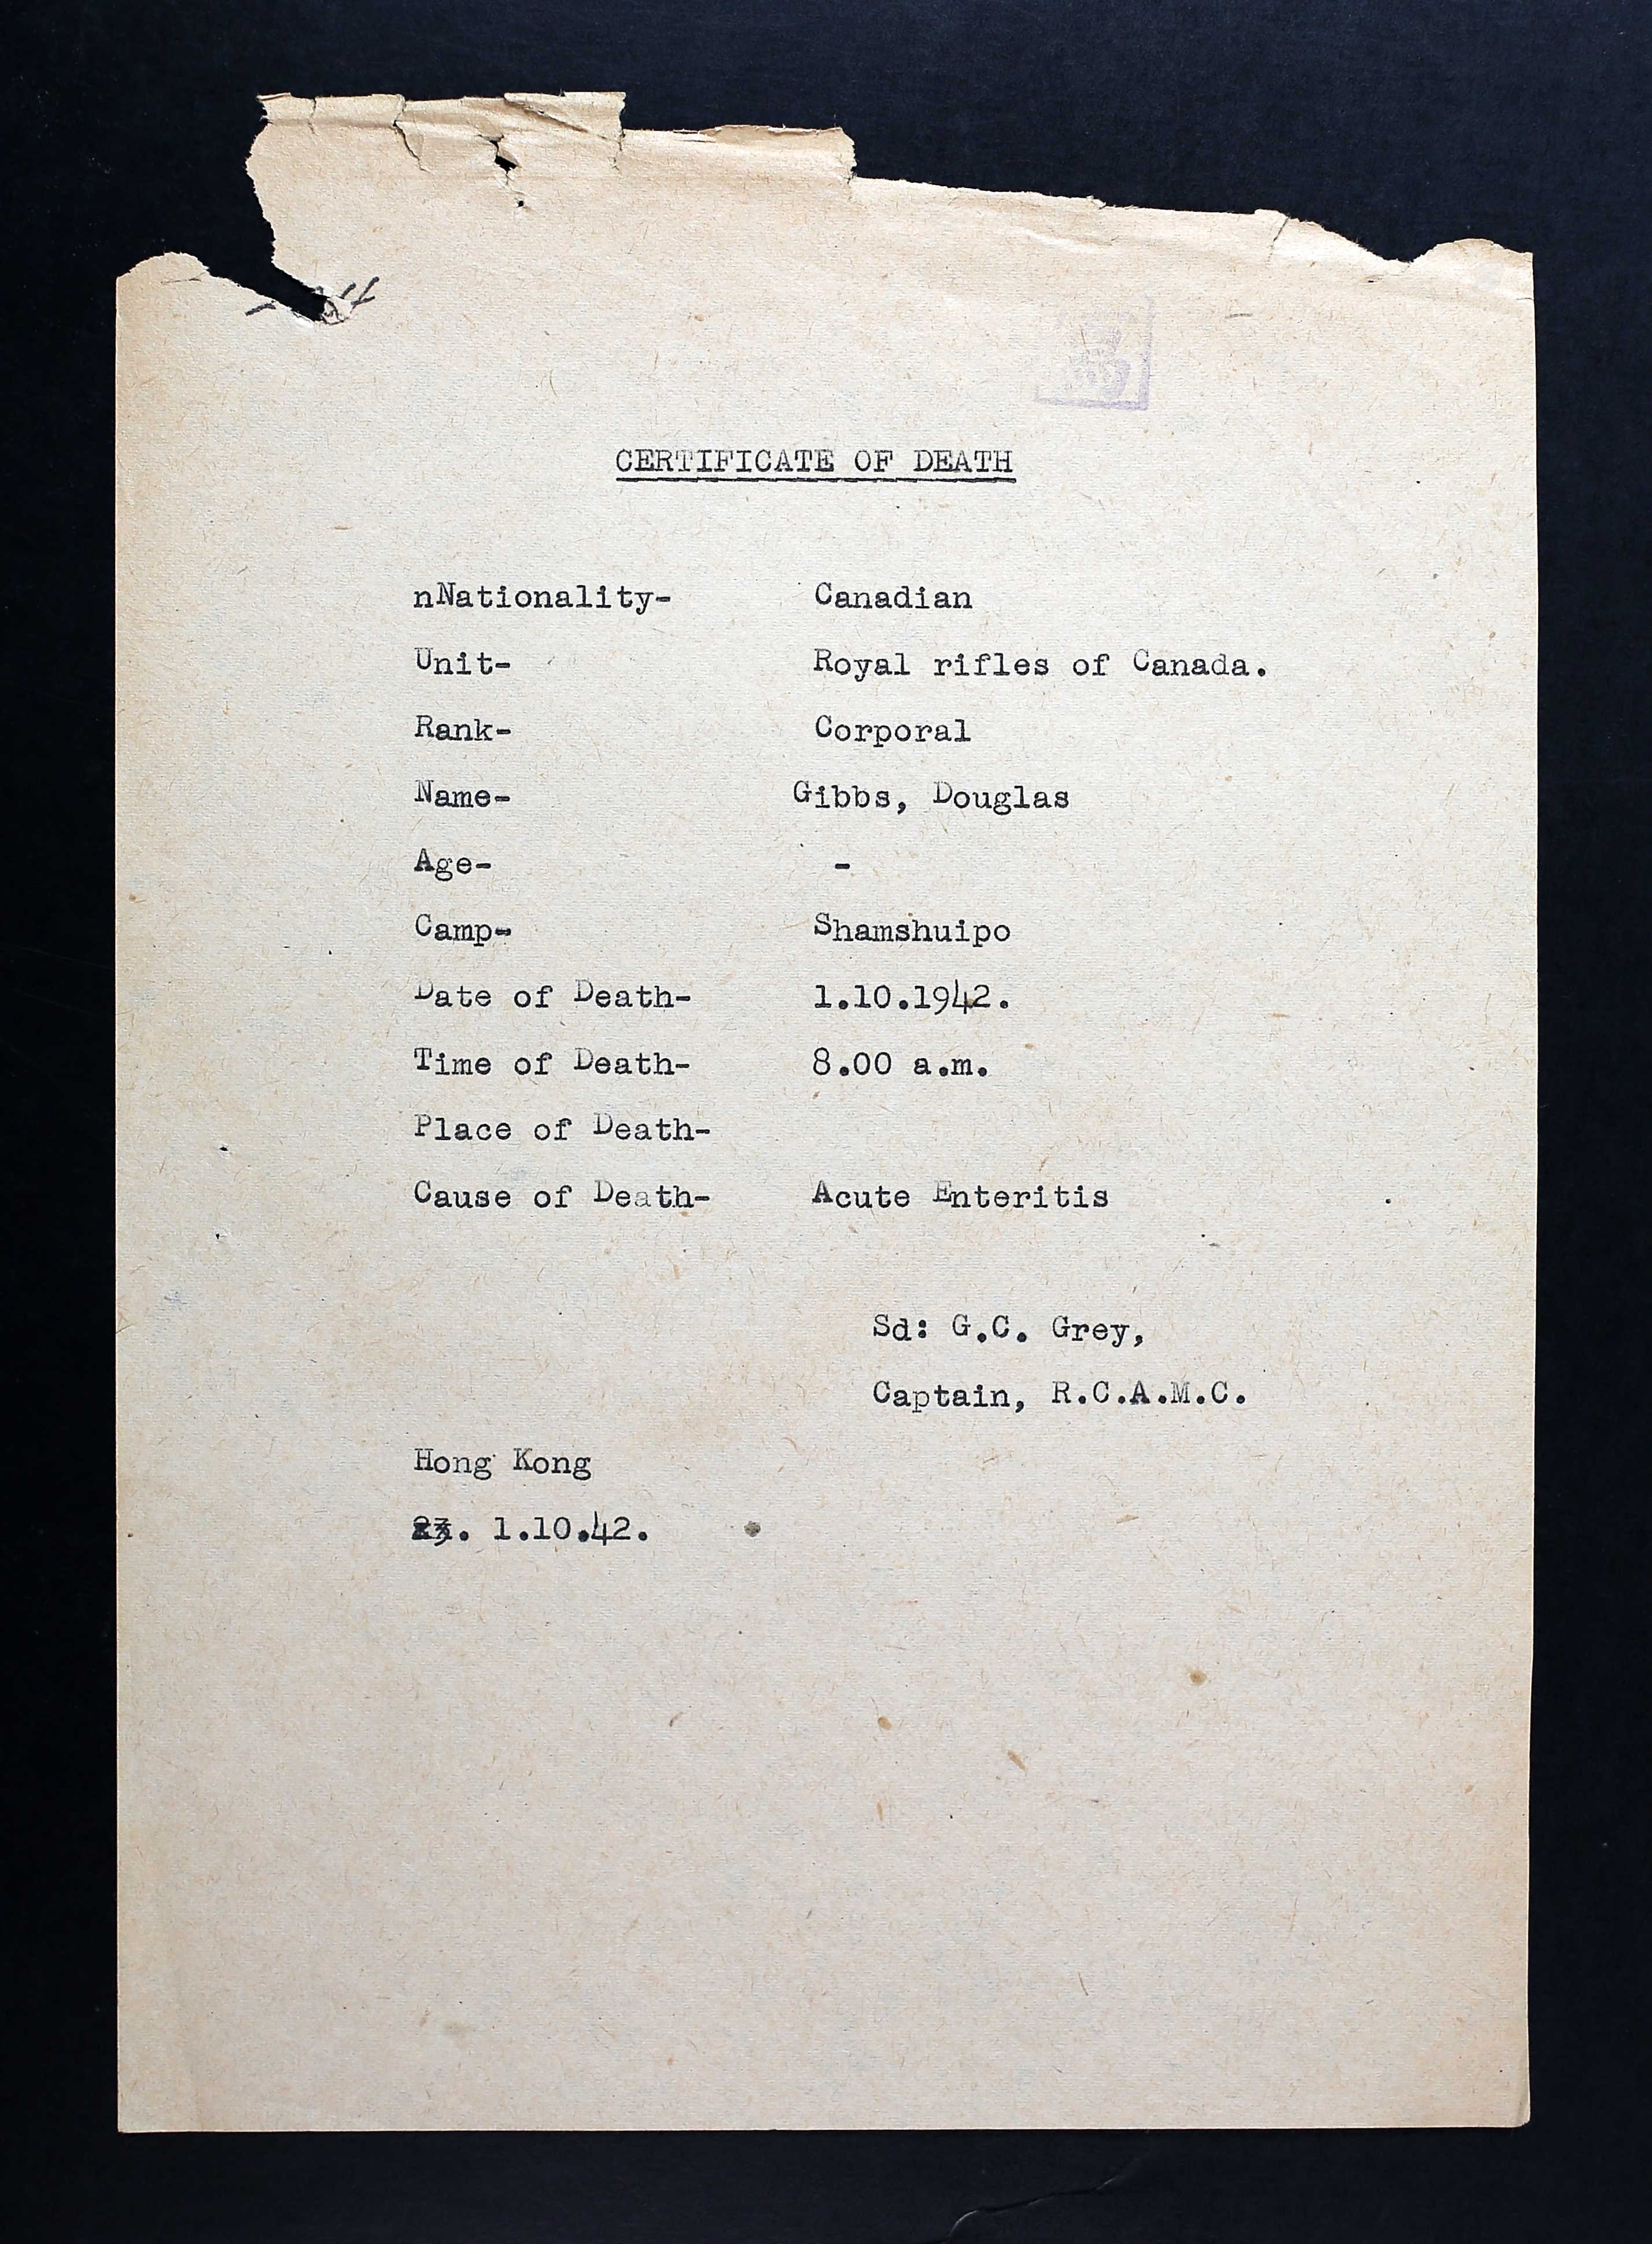 CERTIFICATE OF DEATH
nNationality- Canadian
Unit- Royal rifles of Canada.
Rank- Corporal
Name- Gibbs, Douglas
Age- -
Camp- Shamshuipo
Date of Death- 1.10.1942.
Time of Death- 8.00 a.m.
Place of Death-
Cause of Death- Acute Enteritis
Sd: G.C. Grey,
Captain, R.C.A.M.C.
Hong Kong
1.10.42.